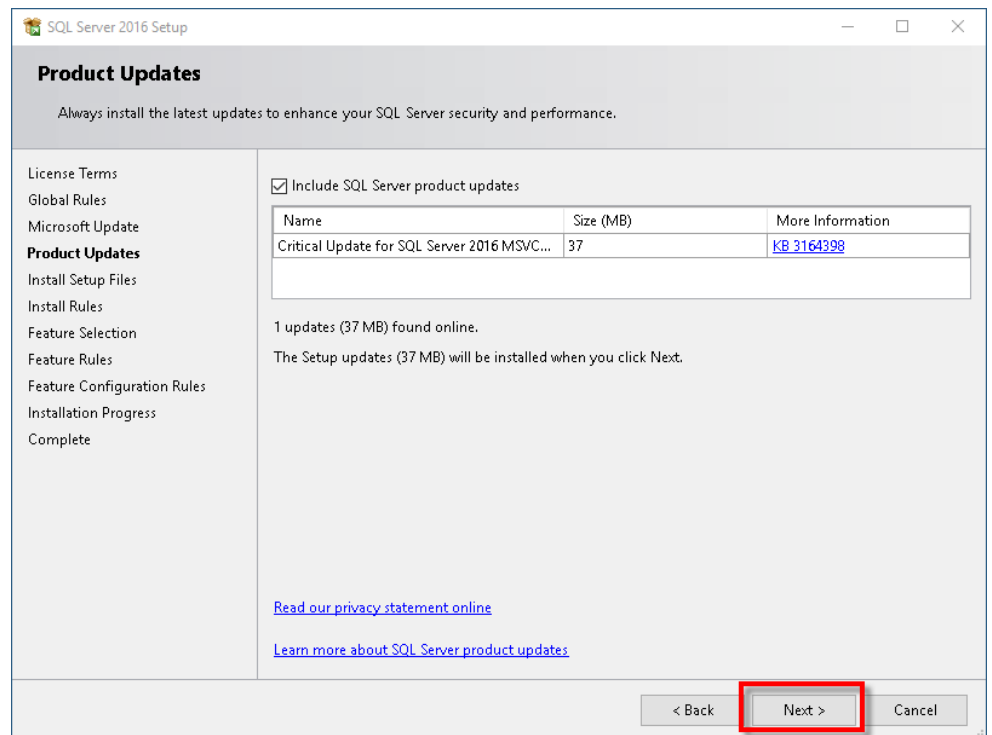 SQL Server 2016 Setup
Product Updates
Always install the latest updates to enhance your SQL Server security and performance.
License Terms
Global Rules
Microsoft Update
Product Updates
Install Setup Files
Install Rules
Feature Selection
Feature Rules
Feature Configuration Rules
Installation Progress
Complete
Include SQL Server product updates
Name Size (MB) More Information
Critical Update for SQL Server 2016 MSVC... 37 KB 3164398
1 updates (37 MB) found online.
The Setup updates (37 MB) will be installed when you click Next.
Read our privacy statement online
Learn more about SQL Server product updates
< Back Next > Cancel